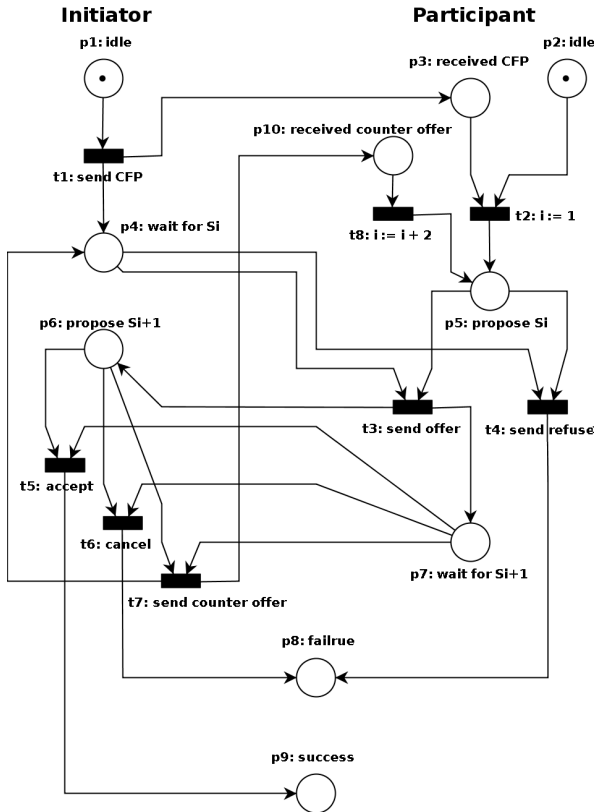 Initiator
Participant
p1: idle
p2: idle
p3: received CFP
p10: received counter offer
t1: send CFP
p4: wait for Si
t8: i := i + 2
t2: i := 1
p6: propose Si+1
p5: propose Si
t3: send offer
t4: send refuse
t5: accept
t6: cancel
p7: wait for Si+1
t7: send counter offer
p8: failrue
p9: success